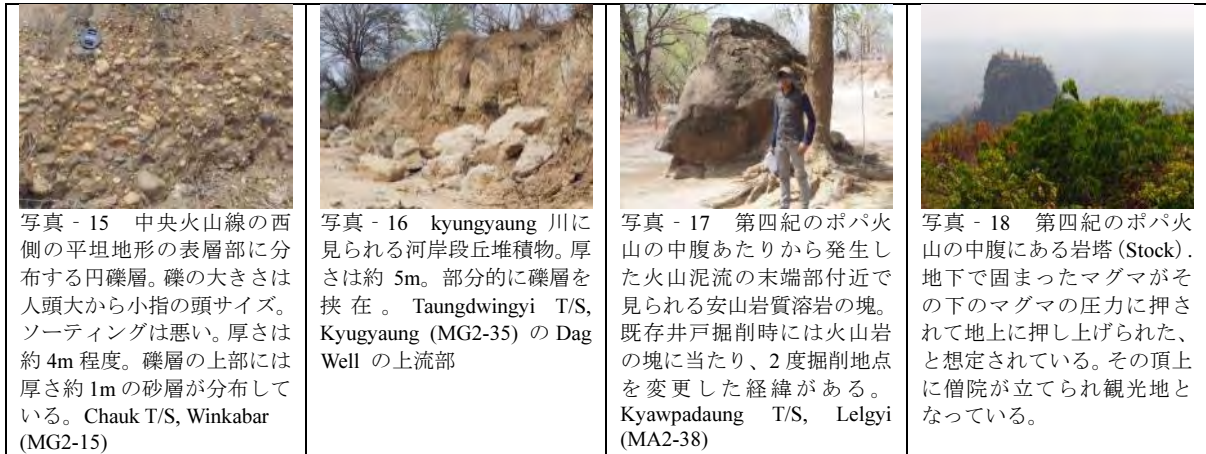 写真 - 15 中央火山線の西
側の平坦地形の表層部に分
布する円礫層。礫の大きさは
人頭大から小指の頭サイズ。
ソーティングは悪い。厚さは
約 4m 程度。礫層の上部には
厚さ約 1m の砂層が分布して
いる。Chauk T/S, Winkabar
(MG2-15)
写真 - 16 kyungyaung 川に
見られる河岸段丘堆積物。厚
さは約 5m。部分的に礫層を
挟在。Taungdwingyi T/S,
Kyugyaung (MG2-35) の Dag
Well の上流部
写真 - 17 第四紀のポパ火
山の中腹あたりから発生し
た火山泥流の末端部付近で
見られる安山岩質溶岩の塊。
既存井戸掘削時には火山岩
の塊に当たり、2 度掘削地点
を変更した経緯がある。
Kyawpadaung T/S, Lelgyi
(MA2-38)
写真 - 18 第四紀のポパ火
山の中腹にある岩塔 (Stock).
地下で固まったマグマがそ
の下のマグマの圧力に押さ
れて地上に押し上げられた、
と想定されている。その頂上
に僧院が立てられ観光地と
なっている。